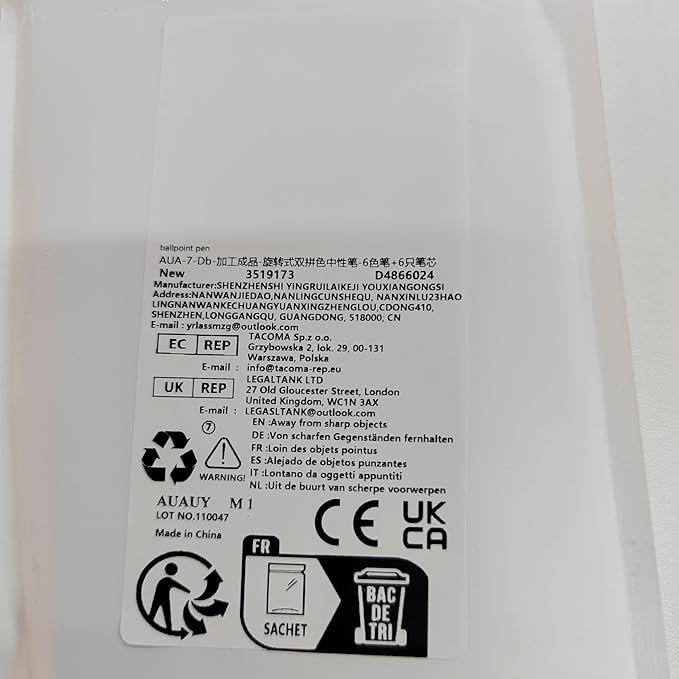 ballpoint pen
AUA-7-Db-加工成品-旋转式双拼色中性笔-6色笔+6只笔芯
New 3519173 D4866024
Manufacturer:SHENZHENSHI YINGRUILAIKEJI YOUXIANGONGSI
Address:NANWANJIEDAO,NANLINGCUNSHEQU, NANXINLU23HAO
LINGNANWANKECHUANGYUANXINGZHENGLOU,CDONG410,
SHENZHEN,LONGGANGQU, GUANGDONG, 518000, CN
E-mail : yrlassmzg@outlook.com
EC REP TACOMA Sp.z o.o.
Grzybowska 2, lok. 29, 00-131
Warszawa, Polska
E-mail : info@tacoma-rep.eu
UK REP LEGALTANK LTD
27 Old Gloucester Street, London
United Kingdom, WC1N 3AX
E-mail : LEGASLTANK@outlook.com
7
WARNING!
EN :Away from sharp objects
DE :Von scharfen Gegenständen fernhalten
FR :Loin des objets pointus
ES :Alejado de objetos punzantes
IT :Lontano da oggetti appuntiti
NL :Uit de buurt van scherpe voorwerpen
AUAUY M 1
LOT NO.110047
Made in China
CE
UK
CA
FR
SACHET
BAC
DE
TRI